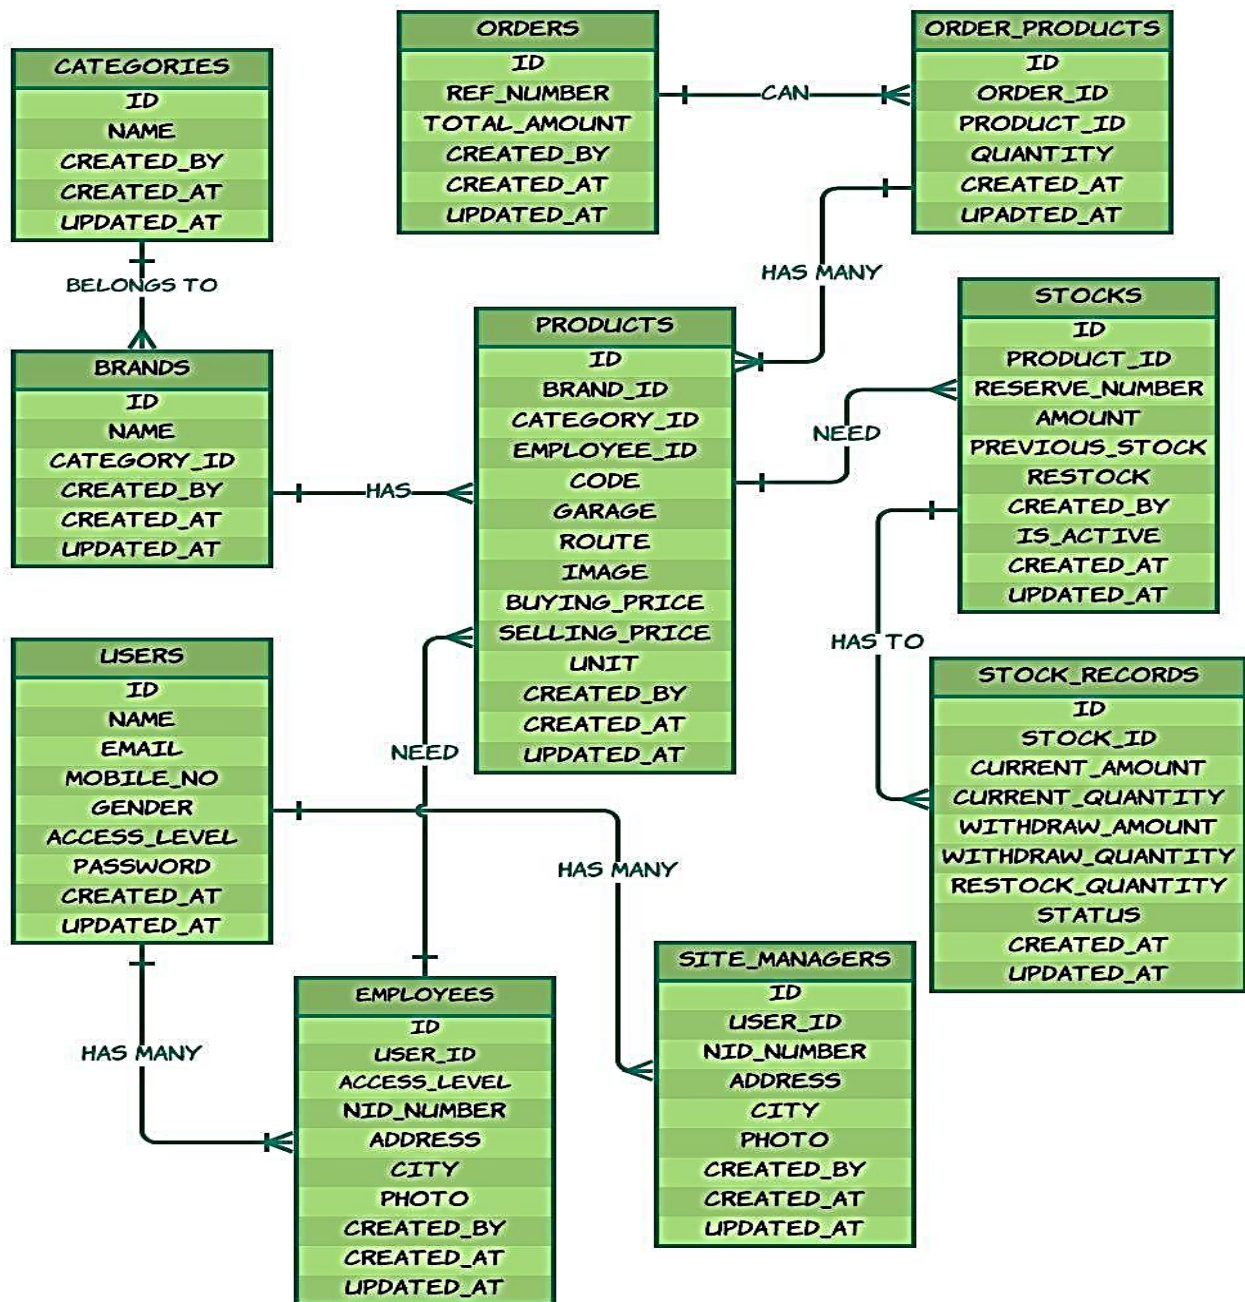 CATEGORIES
ID
NAME
CREATED_BY
CREATED_AT
UPDATED_AT
BELONGS TO
BRANDS
ID
NAME
CATEGORY_ID
CREATED_BY
CREATED_AT
UPDATED_AT
HAS
ORDERS
ID
REF_NUMBER
TOTAL_AMOUNT
CREATED_BY
CREATED_AT
UPDATED_AT
CAN
ORDER_PRODUCTS
ID
ORDER_ID
PRODUCT_ID
QUANTITY
CREATED_AT
UPADTED_AT
HAS MANY
PRODUCTS
ID
BRAND_ID
CATEGORY_ID
EMPLOYEE_ID
CODE
GARAGE
ROUTE
IMAGE
BUYING_PRICE
SELLING_PRICE
UNIT
CREATED_BY
CREATED_AT
UPDATED_AT
NEED
STOCKS
ID
PRODUCT_ID
RESERVE_NUMBER
AMOUNT
PREVIOUS_STOCK
RESTOCK
CREATED_BY
IS_ACTIVE
CREATED_AT
UPDATED_AT
HAS TO
STOCK_RECORDS
ID
STOCK_ID
CURRENT_AMOUNT
CURRENT_QUANTITY
WITHDRAW_AMOUNT
WITHDRAW_QUANTITY
RESTOCK_QUANTITY
STATUS
CREATED_AT
UPDATED_AT
USERS
ID
NAME
EMAIL
MOBILE_NO
GENDER
ACCESS_LEVEL
PASSWORD
CREATED_AT
UPDATED_AT
NEED
HAS MANY
HAS MANY
EMPLOYEES
ID
USER_ID
ACCESS_LEVEL
NID_NUMBER
ADDRESS
CITY
PHOTO
CREATED_BY
CREATED_AT
UPDATED_AT
SITE_MANAGERS
ID
USER_ID
NID_NUMBER
ADDRESS
CITY
PHOTO
CREATED_BY
CREATED_AT
UPDATED_AT